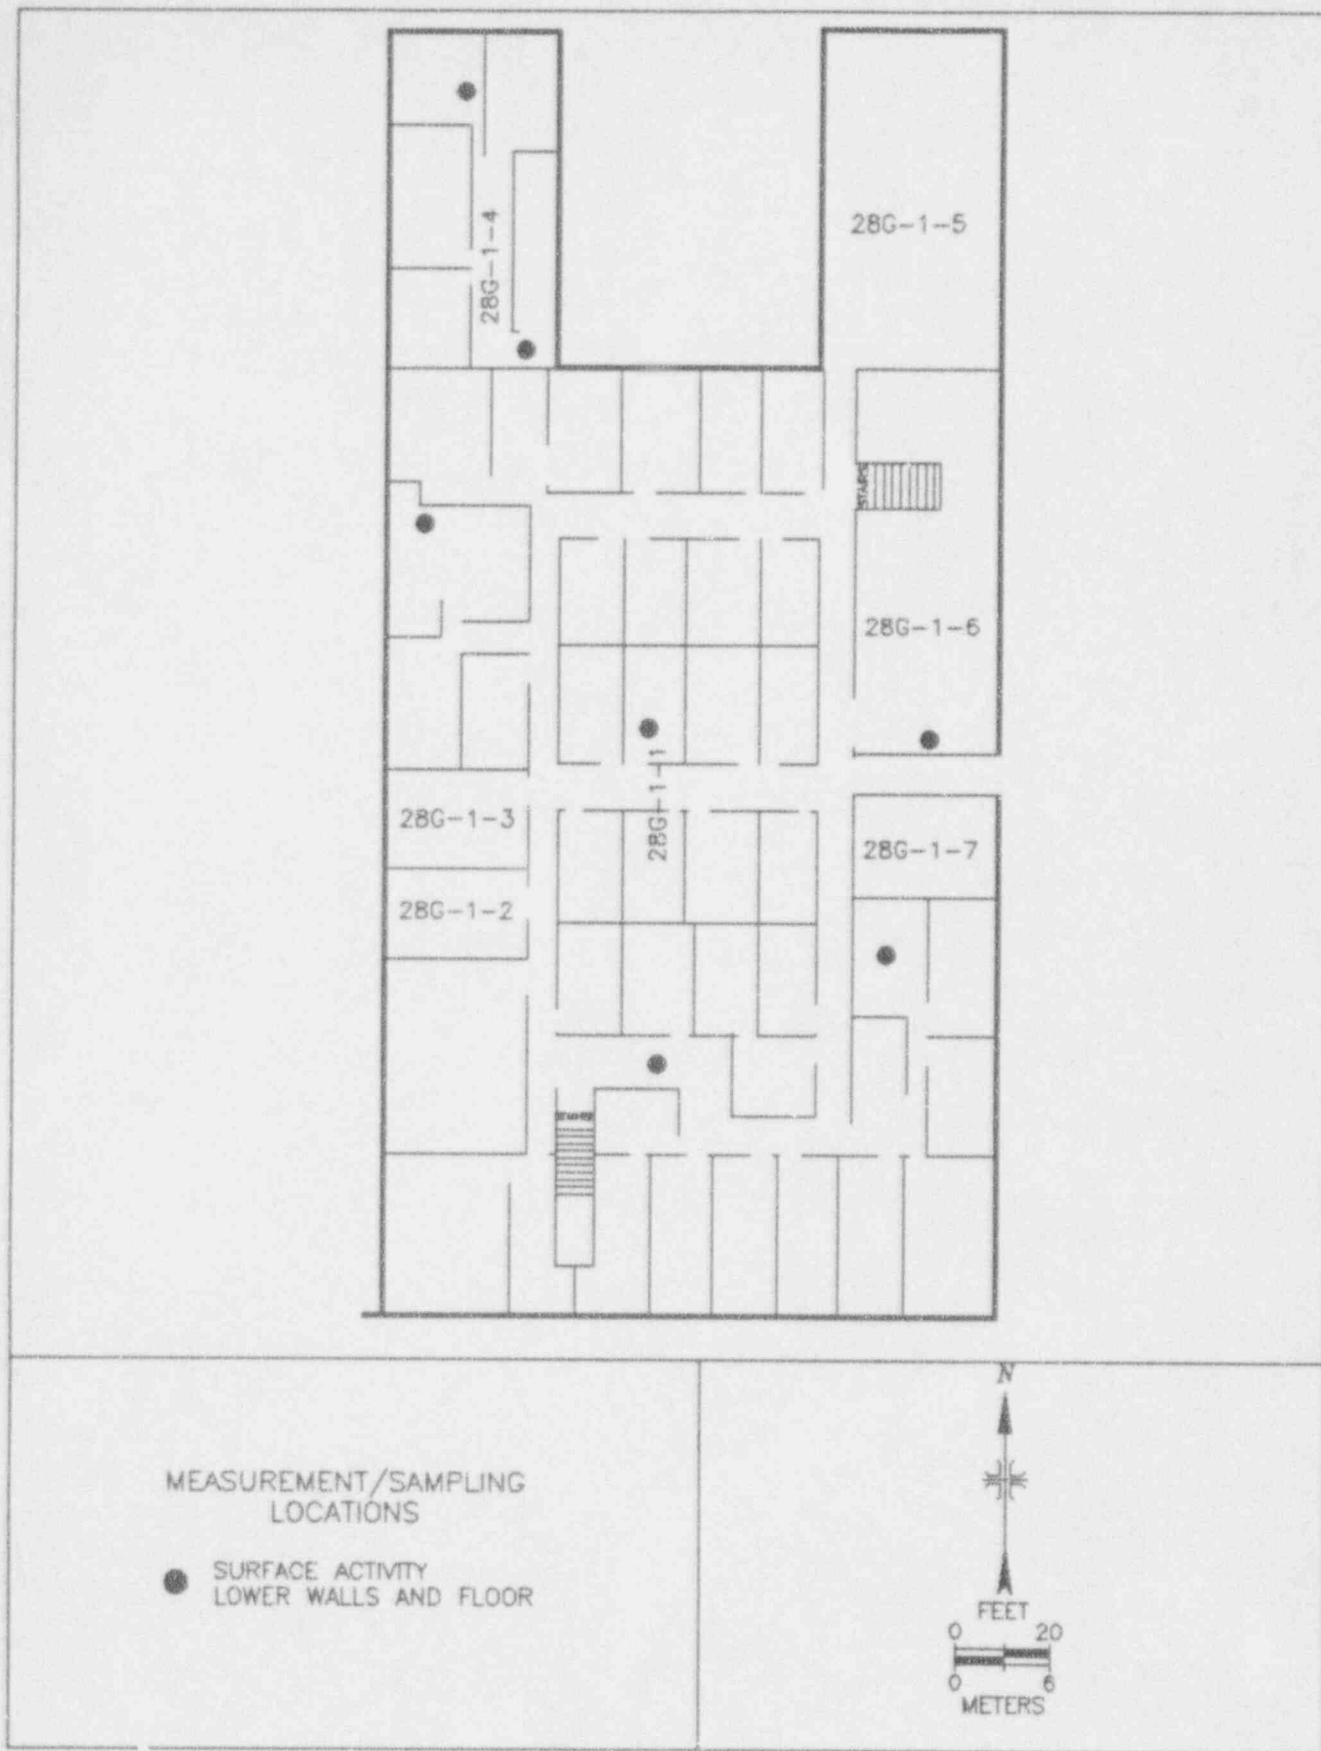 28G-1-4
28G-1-5
STAIRS
28G-1-6
28G-1-3
28G-1-1
28G-1-7
28G-1-2
MEASUREMENT/SAMPLING
LOCATIONS
SURFACE ACTIVITY
LOWER WALLS AND FLOOR
N
FEET
0 20
0 6
METERS